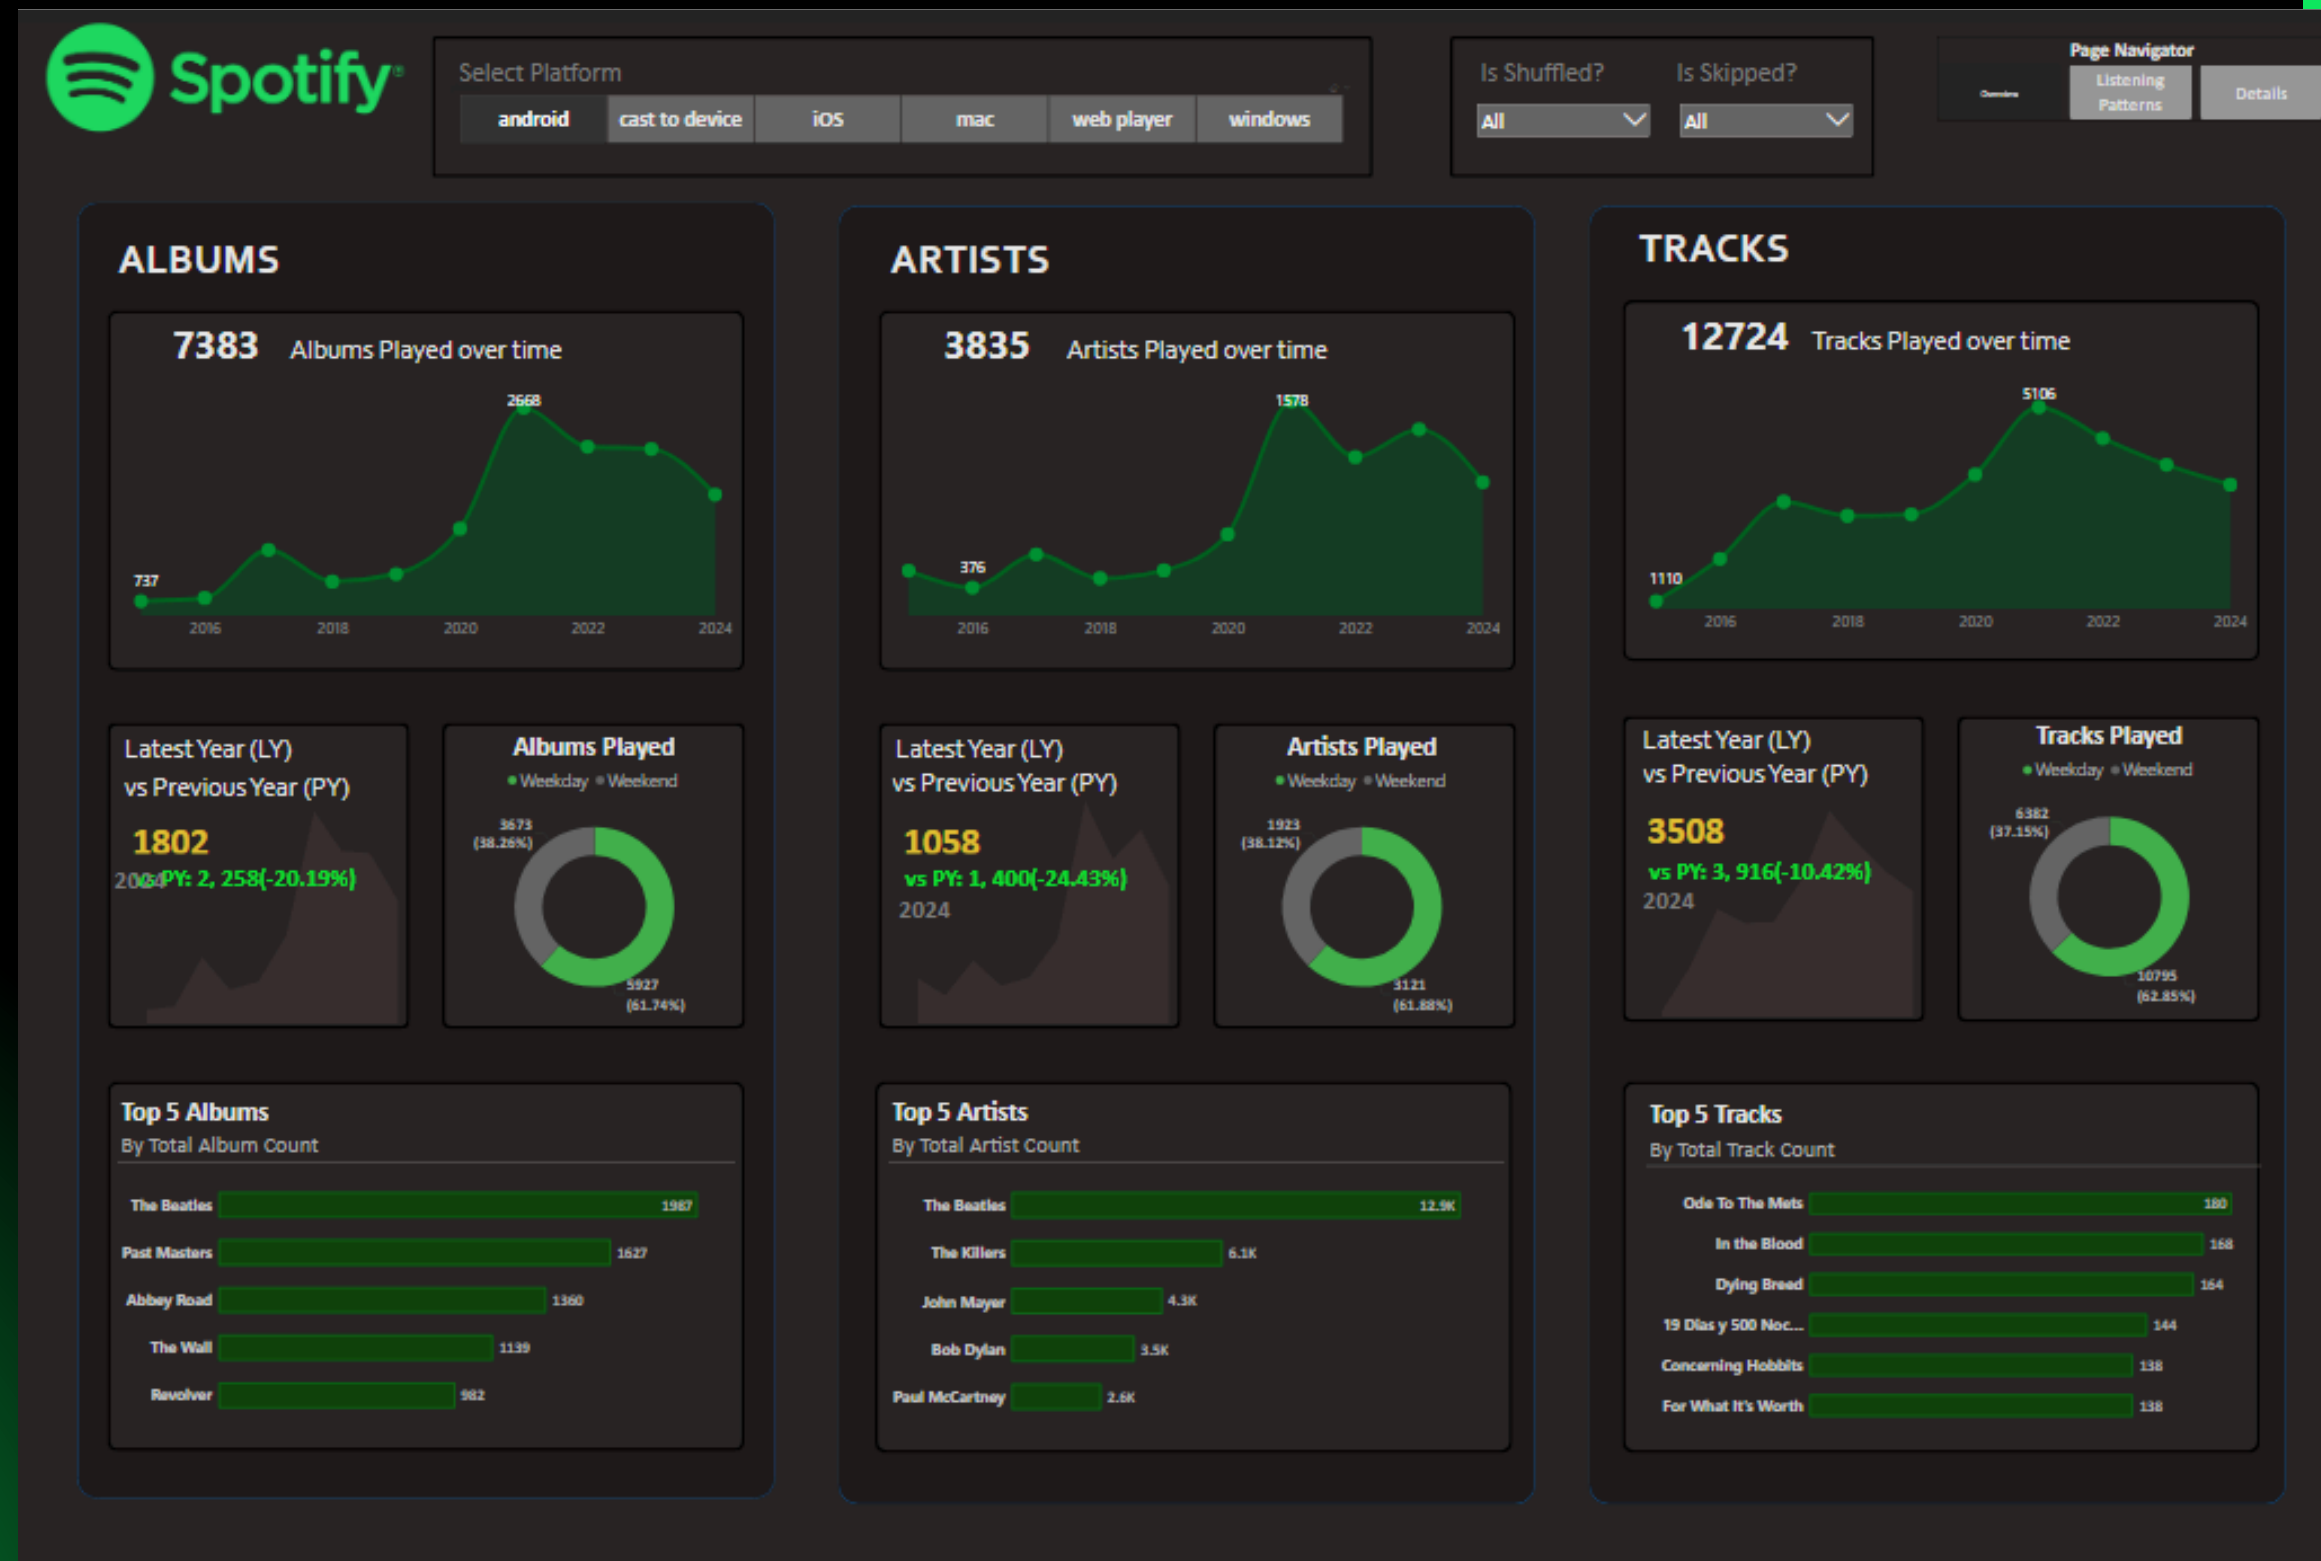 Spotify®
Select Platform
android cast to device iOS mac web player windows
Is Shuffled? Is Skipped?
All All
Page Navigator
Overview Listening Patterns Details
ALBUMS
7383 Albums Played over time
2668
737
2016 2018 2020 2022 2024
Latest Year (LY)
vs Previous Year (PY)
1802
vs PY: 2, 258(-20.19%)
2024
Albums Played
Weekday Weekend
3673
(38.26%)
5927
(61.74%)
Top 5 Albums
By Total Album Count
The Beatles 1987
Past Masters 1627
Abbey Road 1360
The Wall 1139
Revolver 982
ARTISTS
3835 Artists Played over time
1578
376
2016 2018 2020 2022 2024
Latest Year (LY)
vs Previous Year (PY)
1058
vs PY: 1, 400(-24.43%)
2024
Artists Played
Weekday Weekend
1923
(38.12%)
3121
(61.88%)
Top 5 Artists
By Total Artist Count
The Beatles 12.9K
The Killers 6.1K
John Mayer 4.3K
Bob Dylan 3.5K
Paul McCartney 2.6K
TRACKS
12724 Tracks Played over time
5106
1110
2016 2018 2020 2022 2024
Latest Year (LY)
vs Previous Year (PY)
3508
vs PY: 3, 916(-10.42%)
2024
Tracks Played
Weekday Weekend
6382
(37.15%)
10795
(62.85%)
Top 5 Tracks
By Total Track Count
Ode To The Mets 180
In the Blood 168
Dying Breed 164
19 Dias y 500 Noc... 144
Concerning Hobbits 138
For What It's Worth 138